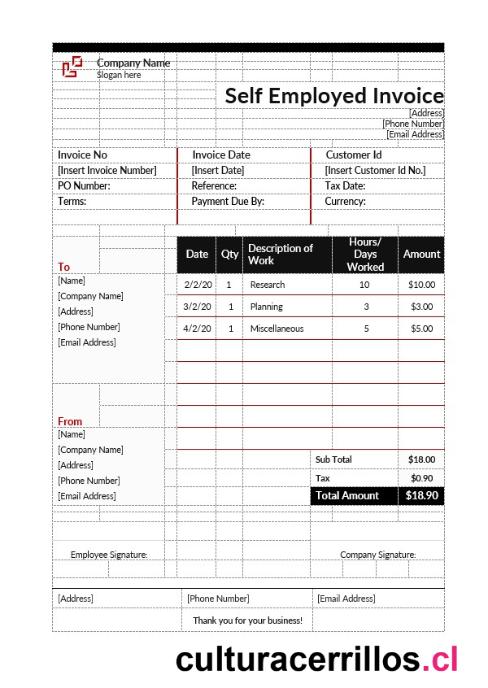 Company Name
Slogan here
Self Employed Invoice
[Address]
[Phone Number]
[Email Address]
Invoice No Invoice Date Customer Id
[Insert Invoice Number] [Insert Date] [Insert Customer Id No.]
PO Number: Reference: Tax Date:
Terms: Payment Due By: Currency:
To
[Name]
[Company Name]
[Address]
[Phone Number]
[Email Address]
From
[Name]
[Company Name]
[Address]
[Phone Number]
[Email Address]
Date Qty Description of Work Hours/ Days Worked Amount
2/2/20 1 Research 10 $10.00
3/2/20 1 Planning 3 $3.00
4/2/20 1 Miscellaneous 5 $5.00
Sub Total $18.00
Tax $0.90
Total Amount $18.90
Employee Signature: Company Signature:
[Address] [Phone Number] [Email Address]
Thank you for your business!
culturacerrillos.cl